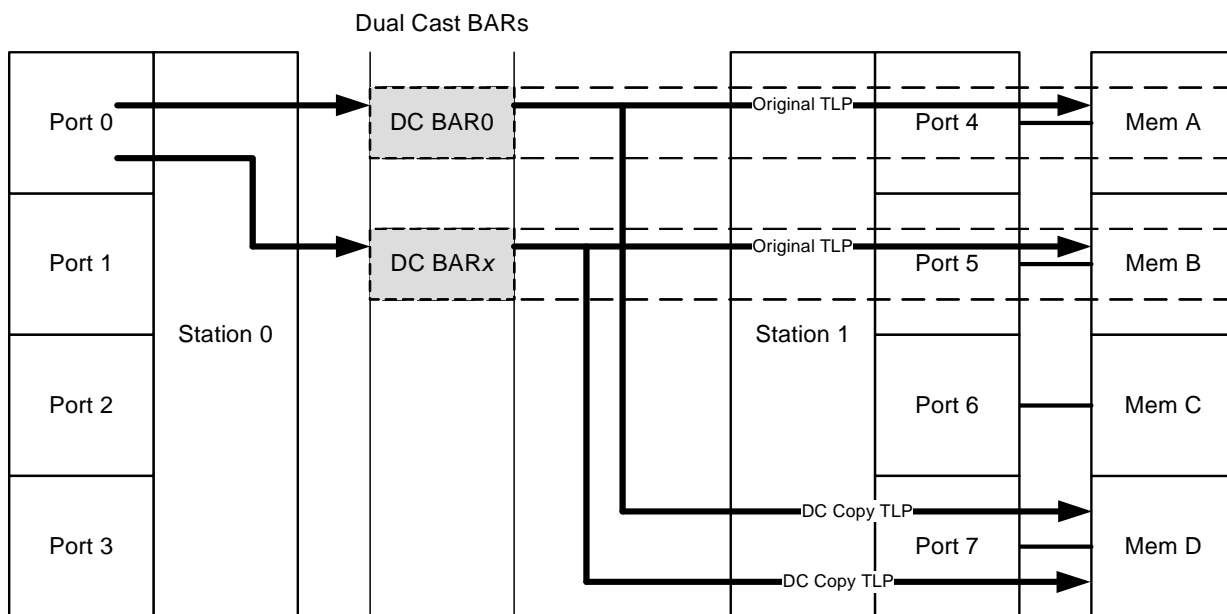 Dual Cast BARs
Port 0
DC BAR0
Original TLP
Port 4
Mem A
Port 1
DC BARx
Original TLP
Port 5
Mem B
Station 0
Station 1
Port 2
Port 6
Mem C
DC Copy TLP
Port 3
Port 7
Mem D
DC Copy TLP